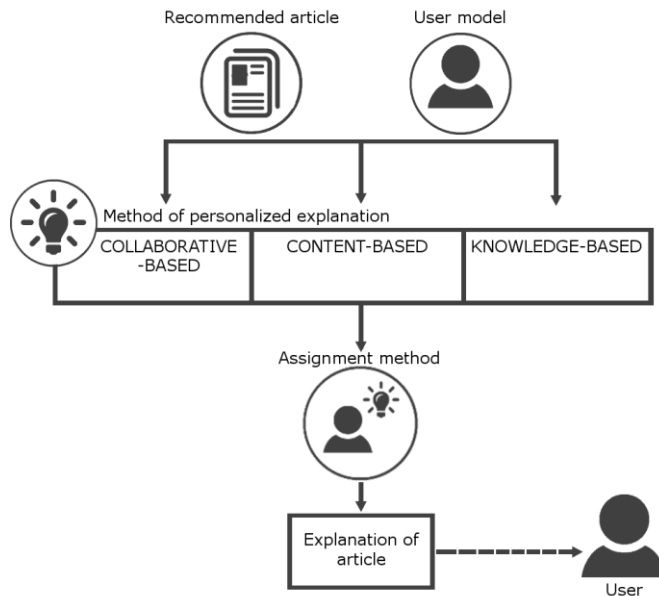 Recommended article
User model
Method of personalized explanation
COLLABORATIVE
-BASED
CONTENT-BASED
KNOWLEDGE-BASED
Assignment method
Explanation of
article
User